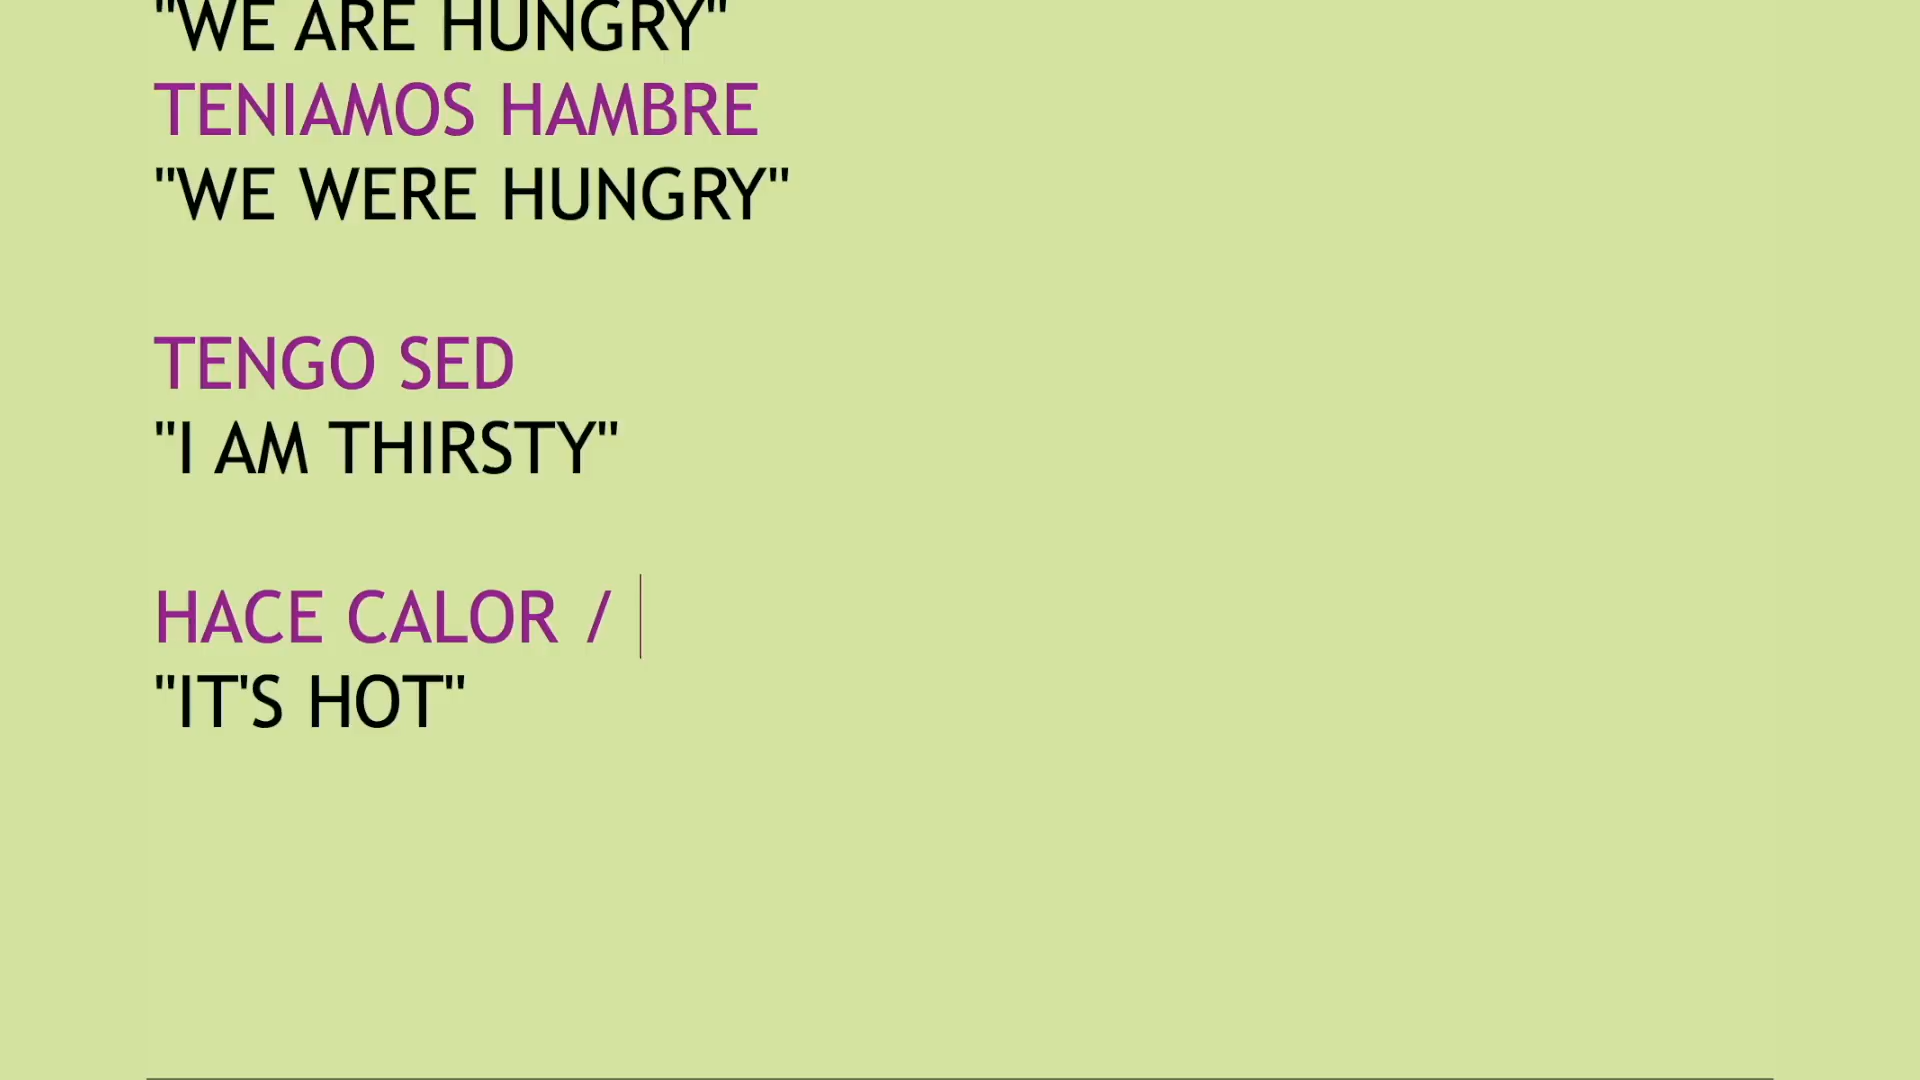 "WE ARE HUNGRY"
TENIAMOS HAMBRE
"WE WERE HUNGRY"
TENGO SED
"I AM THIRSTY"
HACE CALOR /
"IT'S HOT"